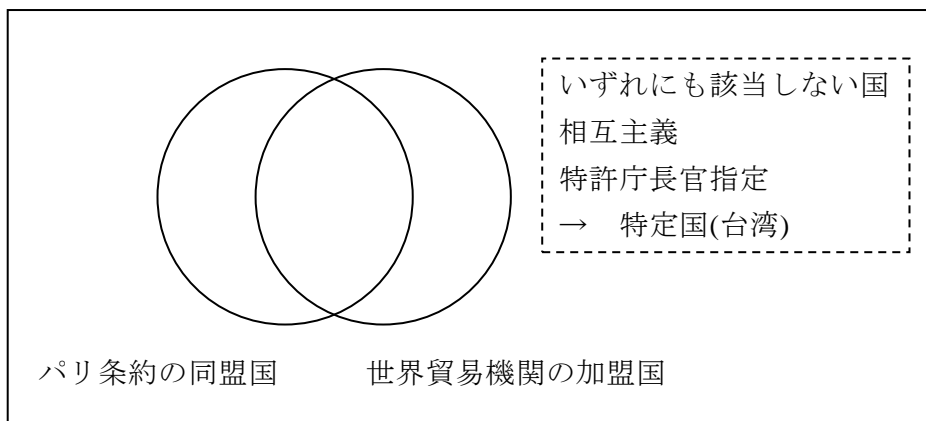 いずれにも該当しない国
相互主義
特許庁長官指定
→　特定国(台湾)
パリ条約の同盟国
世界貿易機関の加盟国